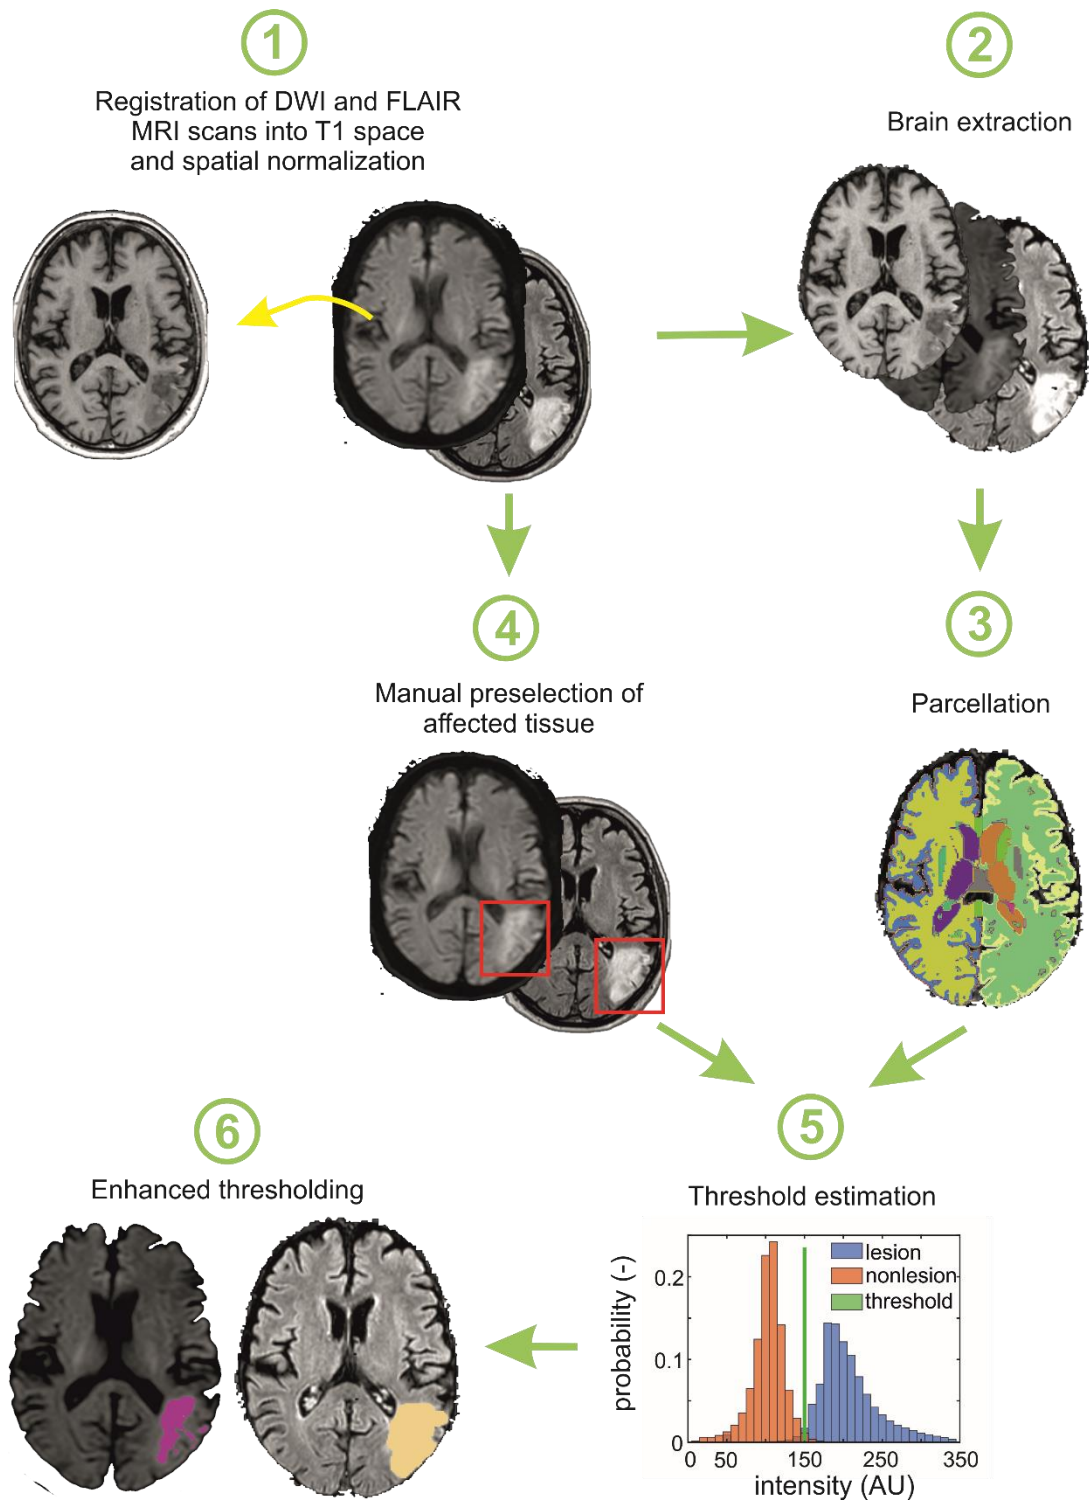 1
Registration of DWI and FLAIR
MRI scans into T1 space
and spatial normalization
2
Brain extraction
4
Manual preselection of
affected tissue
3
Parcellation
6
Enhanced thresholding
5
Threshold estimation
lesion
nonlesion
threshold
probability (-)
0.2
0.1
0
0 50 150 250 350
intensity (AU)